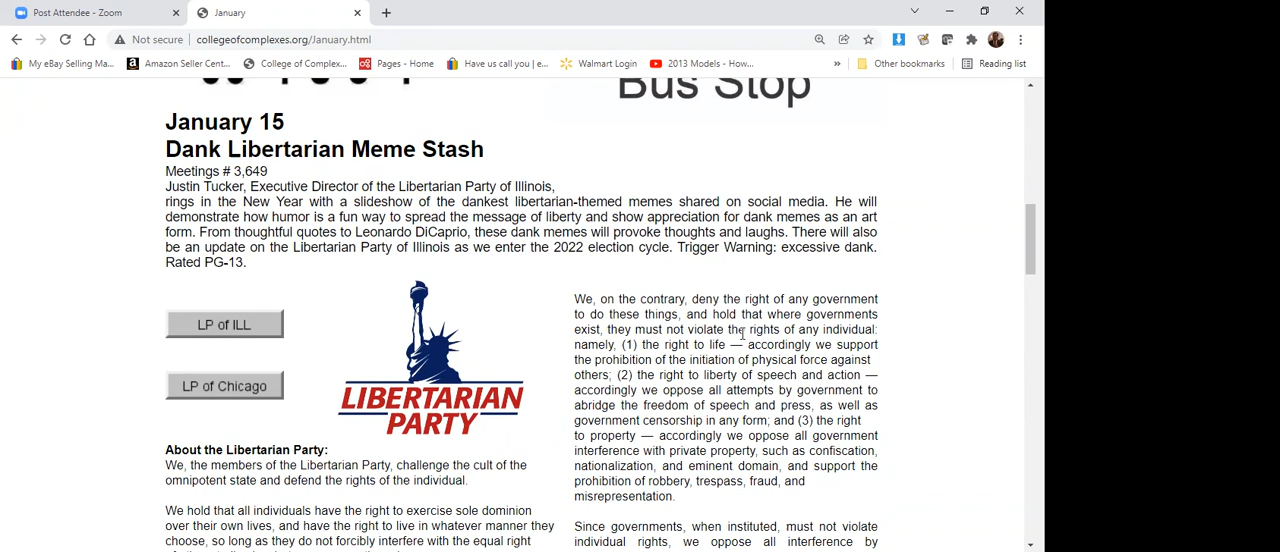 Post Attendee - Zoom
January
Not secure
collegeofcomplexes.org/January.html
My eBay Selling Ma...
Amazon Seller Cent...
College of Complex...
Pages - Home
Have us call you | e...
Walmart Login
2013 Models - How...
»
Other bookmarks
Reading list
Bus Stop
January 15
Dank Libertarian Meme Stash
Meetings # 3,649
Justin Tucker, Executive Director of the Libertarian Party of Illinois,
rings in the New Year with a slideshow of the dankest libertarian-themed memes shared on social media. He will
demonstrate how humor is a fun way to spread the message of liberty and show appreciation for dank memes as an art
form. From thoughtful quotes to Leonardo DiCaprio, these dank memes will provoke thoughts and laughs. There will also
be an update on the Libertarian Party of Illinois as we enter the 2022 election cycle. Trigger Warning: excessive dank.
Rated PG-13.
LP of ILL
LP of Chicago
LIBERTARIAN
PARTY
About the Libertarian Party:
We, the members of the Libertarian Party, challenge the cult of the
omnipotent state and defend the rights of the individual.
We hold that all individuals have the right to exercise sole dominion
over their own lives, and have the right to live in whatever manner they
choose, so long as they do not forcibly interfere with the equal right
We, on the contrary, deny the right of any government
to do these things, and hold that where governments
exist, they must not violate the rights of any individual:
namely, (1) the right to life — accordingly we support
the prohibition of the initiation of physical force against
others; (2) the right to liberty of speech and action —
accordingly we oppose all attempts by government to
abridge the freedom of speech and press, as well as
government censorship in any form; and (3) the right
to property — accordingly we oppose all government
interference with private property, such as confiscation,
nationalization, and eminent domain, and support the
prohibition of robbery, trespass, fraud, and
misrepresentation.
Since governments, when instituted, must not violate
individual rights, we oppose all interference by